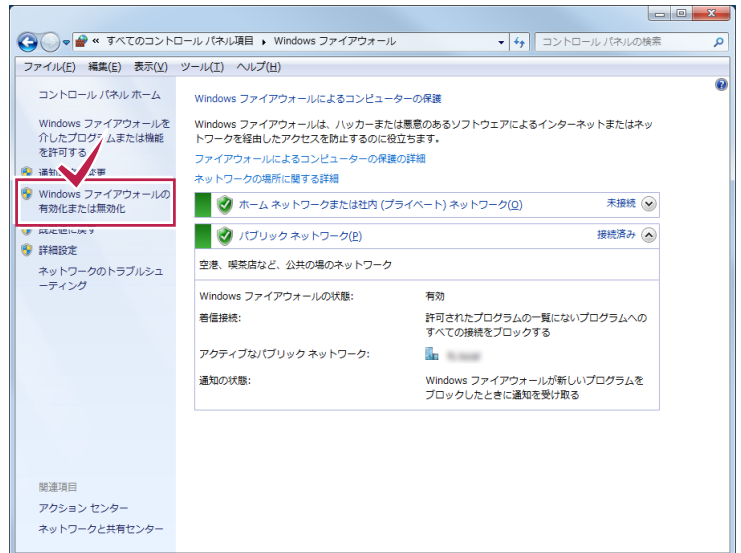 « すべてのコントロール パネル項目 ▸ Windows ファイアウォール
コントロール パネルの検索
ファイル(F) 編集(E) 表示(V) ツール(T) ヘルプ(H)
コントロール パネル ホーム
Windows ファイアウォールを
介したプログラムまたは機能
を許可する
変更
Windows ファイアウォールの
有効化または無効化
既定値に戻す
詳細設定
ネットワークのトラブルシュ
ーティング
関連項目
アクション センター
ネットワークと共有センター
Windows ファイアウォールによるコンピューターの保護
Windows ファイアウォールは、ハッカーまたは悪意のあるソフトウェアによるインターネットまたはネッ
トワークを経由したアクセスを防止するのに役立ちます。
ファイアウォールによるコンピューターの保護の詳細
ネットワークの場所に関する詳細
ホーム ネットワークまたは社内 (プライベート) ネットワーク(O) 未接続
パブリック ネットワーク(P) 接続済み
空港、喫茶店など、公共の場のネットワーク
Windows ファイアウォールの状態: 有効
着信接続: 許可されたプログラムの一覧にないプログラムへの
すべての接続をブロックする
アクティブなパブリック ネットワーク:
通知の状態: Windows ファイアウォールが新しいプログラムを
ブロックしたときに通知を受け取る